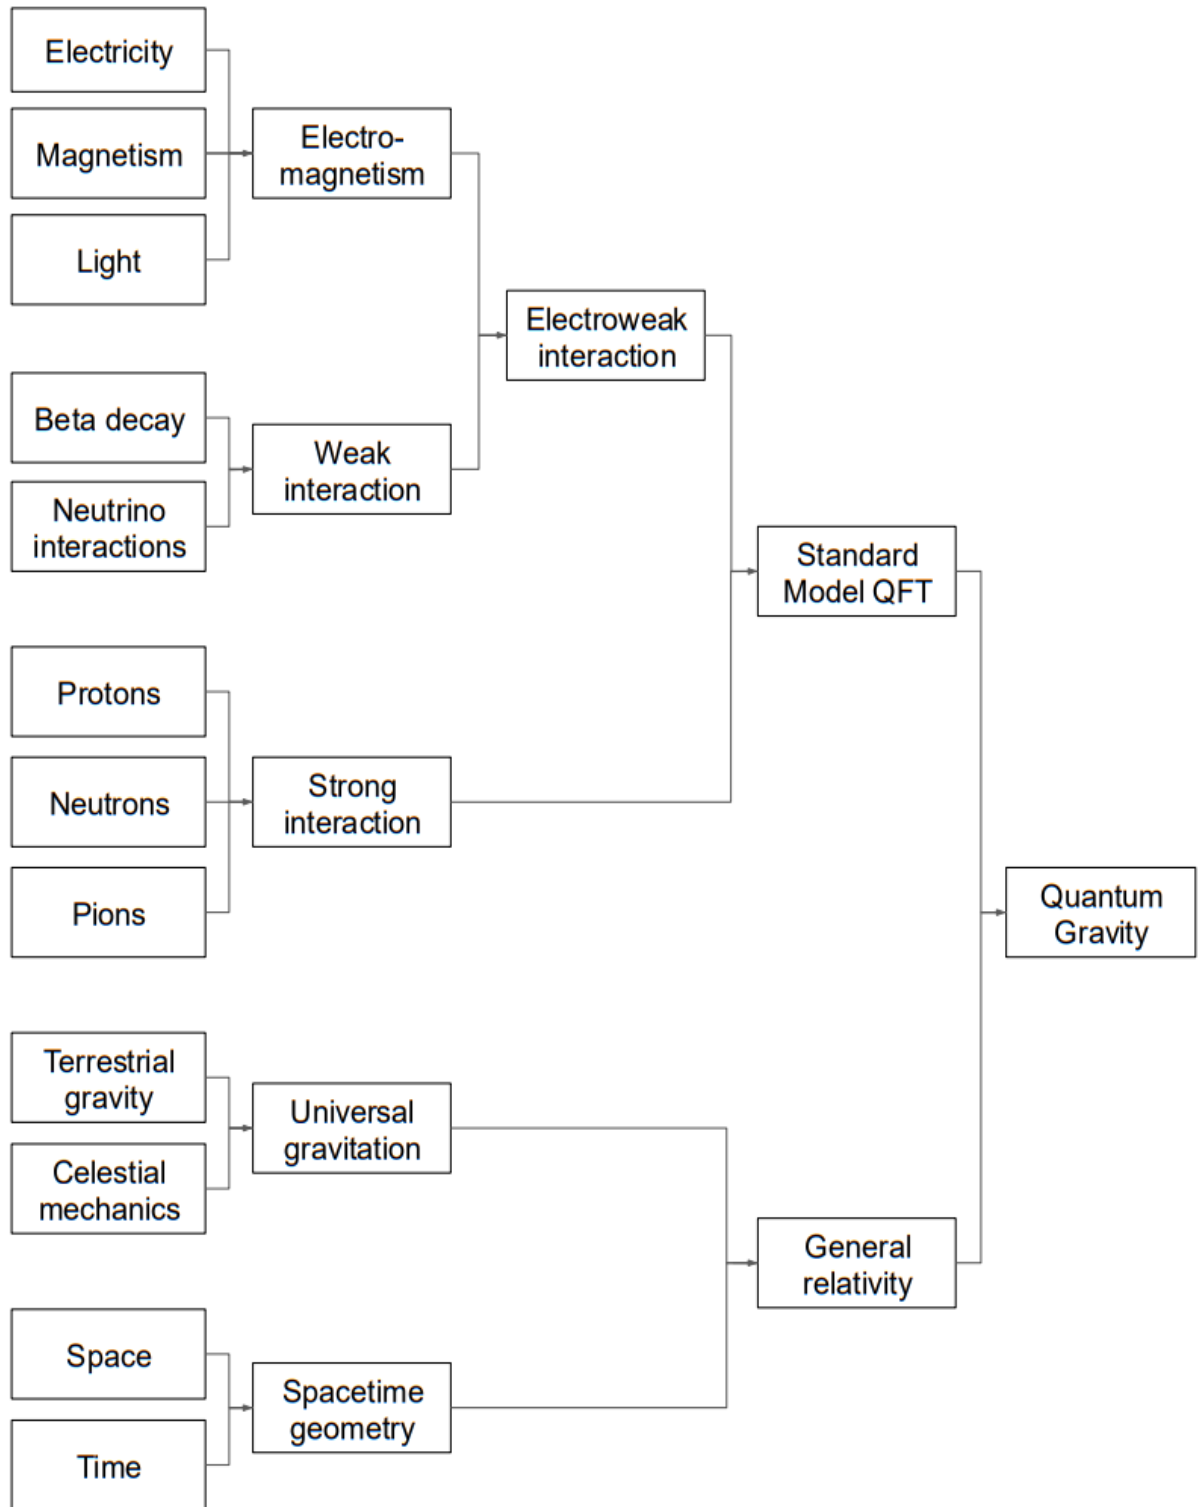 Electricity
Magnetism
Light
Electro-
magnetism
Beta decay
Neutrino
interactions
Weak
interaction
Electroweak
interaction
Protons
Neutrons
Pions
Strong
interaction
Standard
Model QFT
Terrestrial
gravity
Celestial
mechanics
Universal
gravitation
Space
Time
Spacetime
geometry
General
relativity
Quantum
Gravity